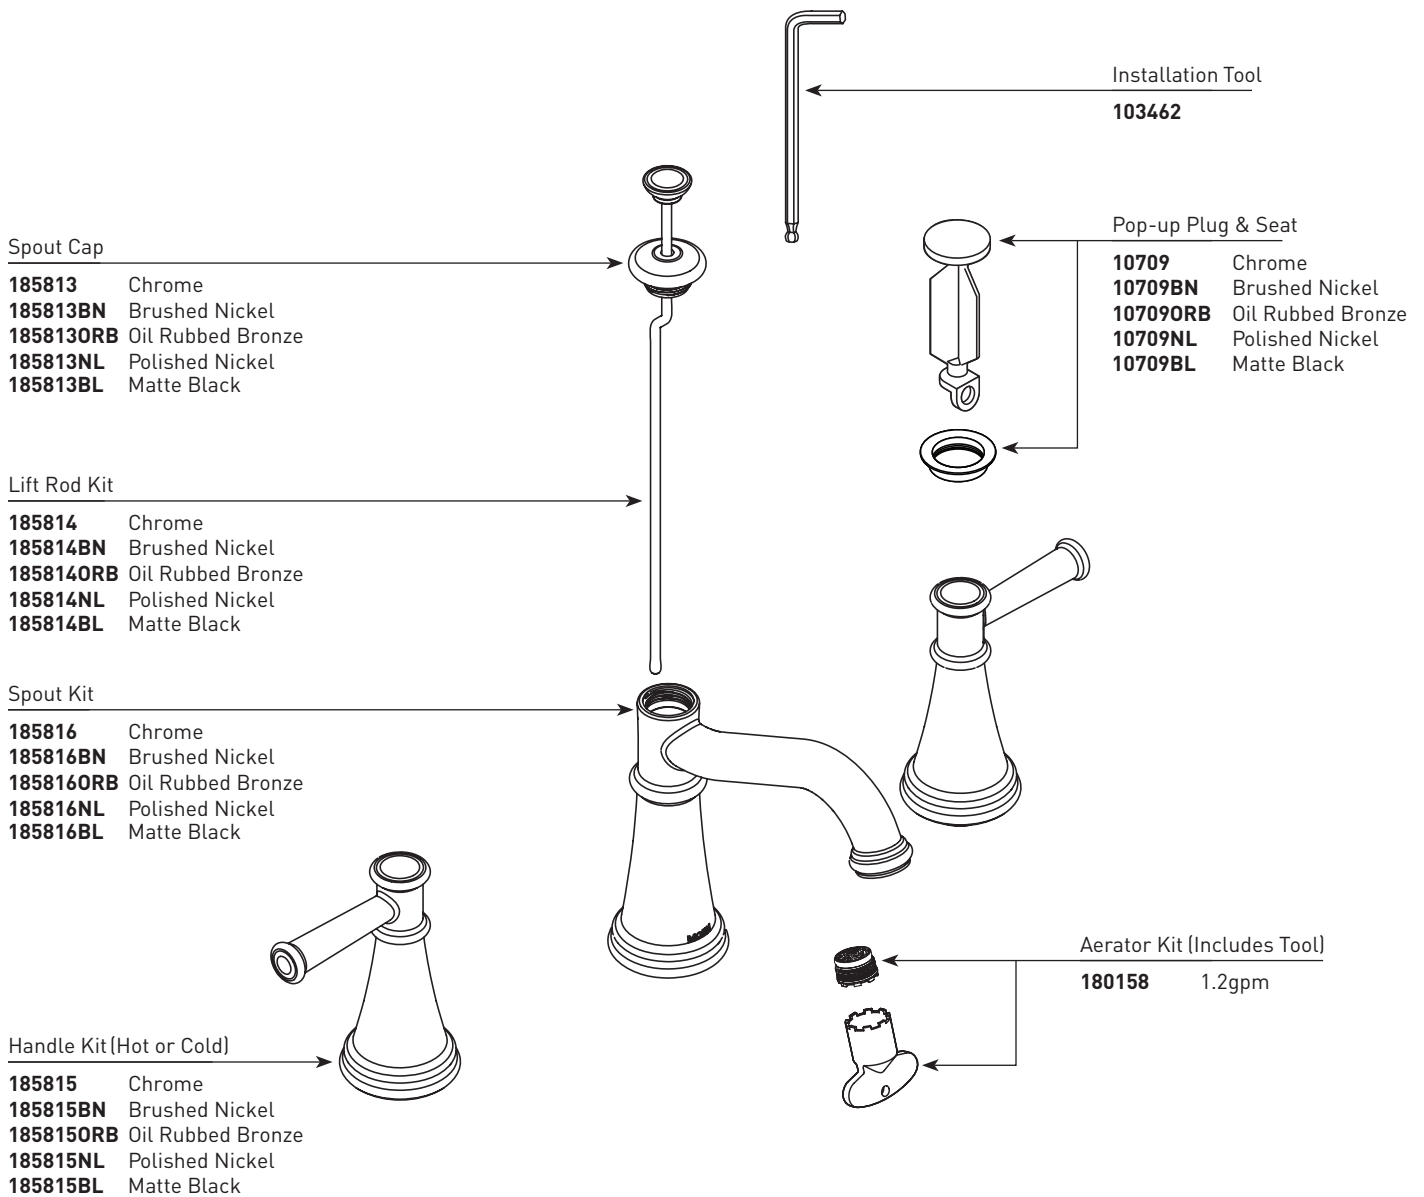 Installation Tool
103462
Spout Cap
185813 Chrome
185813BN Brushed Nickel
185813ORB Oil Rubbed Bronze
185813NL Polished Nickel
185813BL Matte Black
Pop-up Plug & Seat
10709 Chrome
10709BN Brushed Nickel
10709ORB Oil Rubbed Bronze
10709NL Polished Nickel
10709BL Matte Black
Lift Rod Kit
185814 Chrome
185814BN Brushed Nickel
185814ORB Oil Rubbed Bronze
185814NL Polished Nickel
185814BL Matte Black
Spout Kit
185816 Chrome
185816BN Brushed Nickel
185816ORB Oil Rubbed Bronze
185816NL Polished Nickel
185816BL Matte Black
Aerator Kit (Includes Tool)
180158 1.2gpm
Handle Kit (Hot or Cold)
185815 Chrome
185815BN Brushed Nickel
185815ORB Oil Rubbed Bronze
185815NL Polished Nickel
185815BL Matte Black